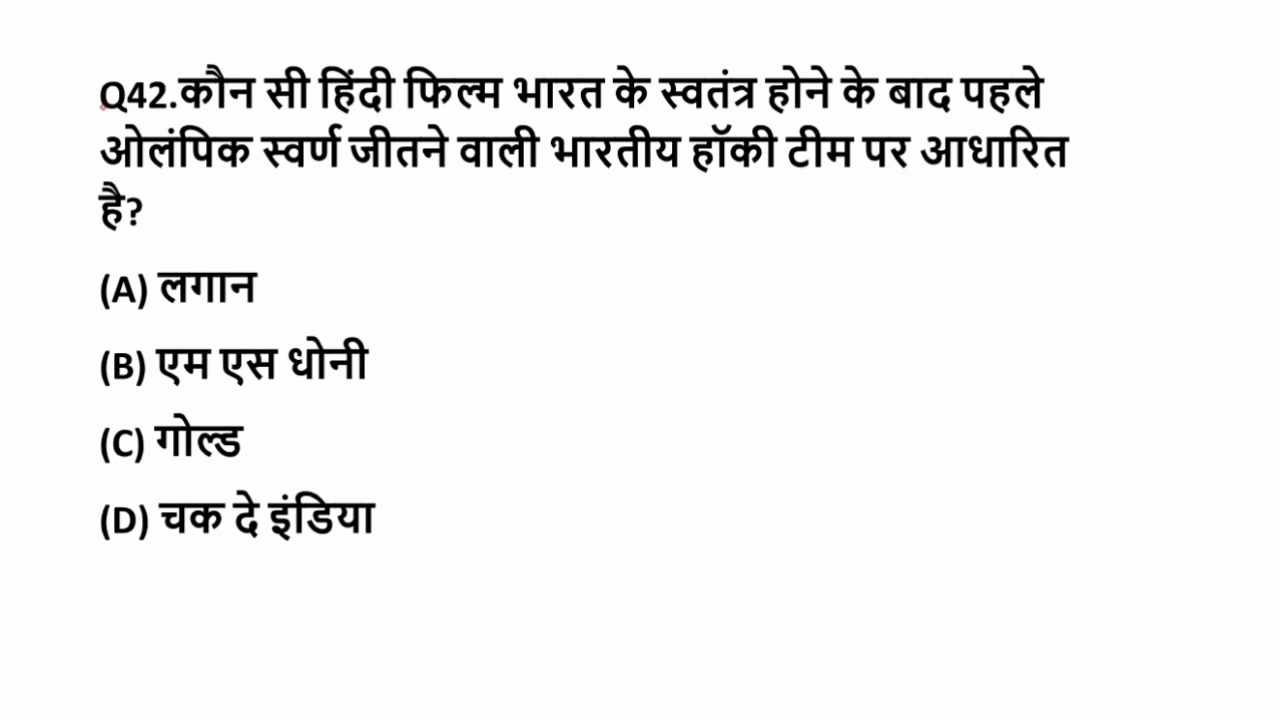 Q42.कौन सी हिंदी फिल्म भारत के स्वतंत्र होने के बाद पहले
ओलंपिक स्वर्ण जीतने वाली भारतीय हॉकी टीम पर आधारित
है?
(A) लगान
(B) एम एस धोनी
(C) गोल्ड
(D) चक दे इंडिया